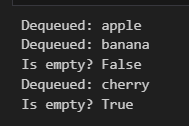 Dequeued: apple
Dequeued: banana
Is empty? False
Dequeued: cherry
Is empty? True